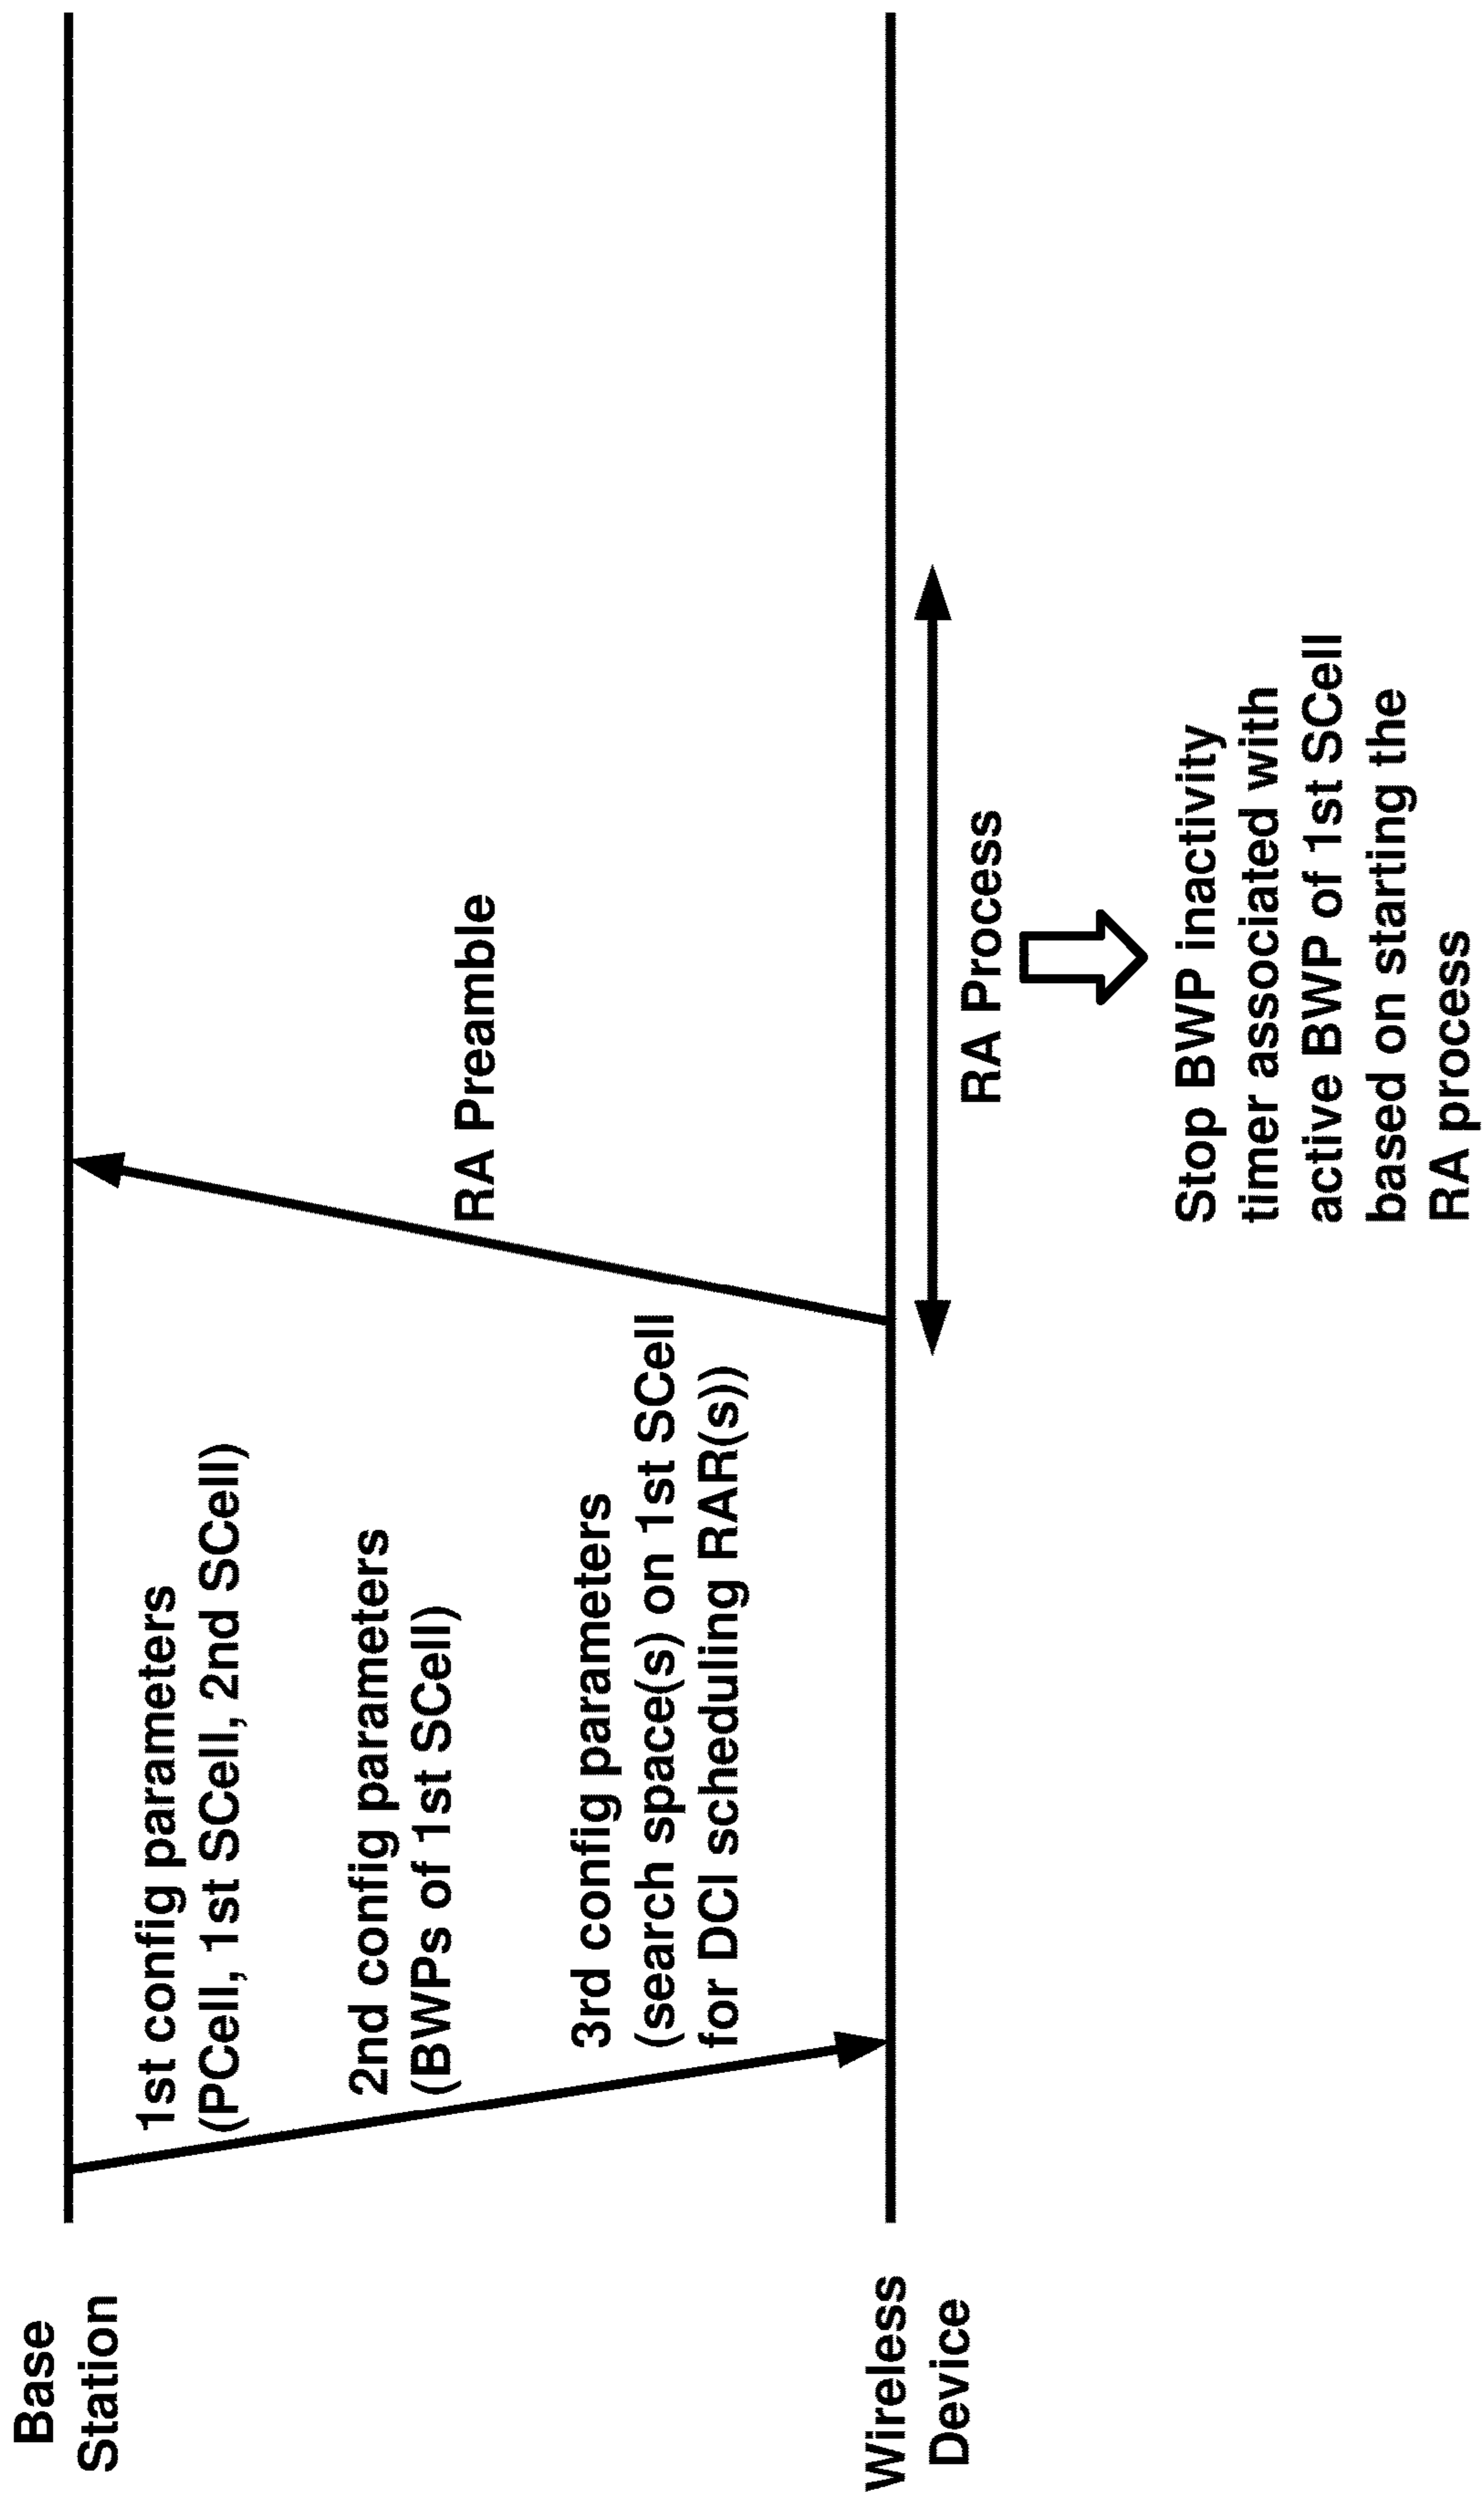 Base
Station
1st config parameters
(PCell, 1st SCell, 2nd SCell)
2nd config parameters
(BWPs of 1st SCell)
3rd config parameters
(search space(s) on 1st SCell
for DCI scheduling RAR(s))
RA Preamble
Wireless
Device
RA Process
Stop BWP inactivity
timer associated with
active BWP of 1st SCell
based on starting the
RA process